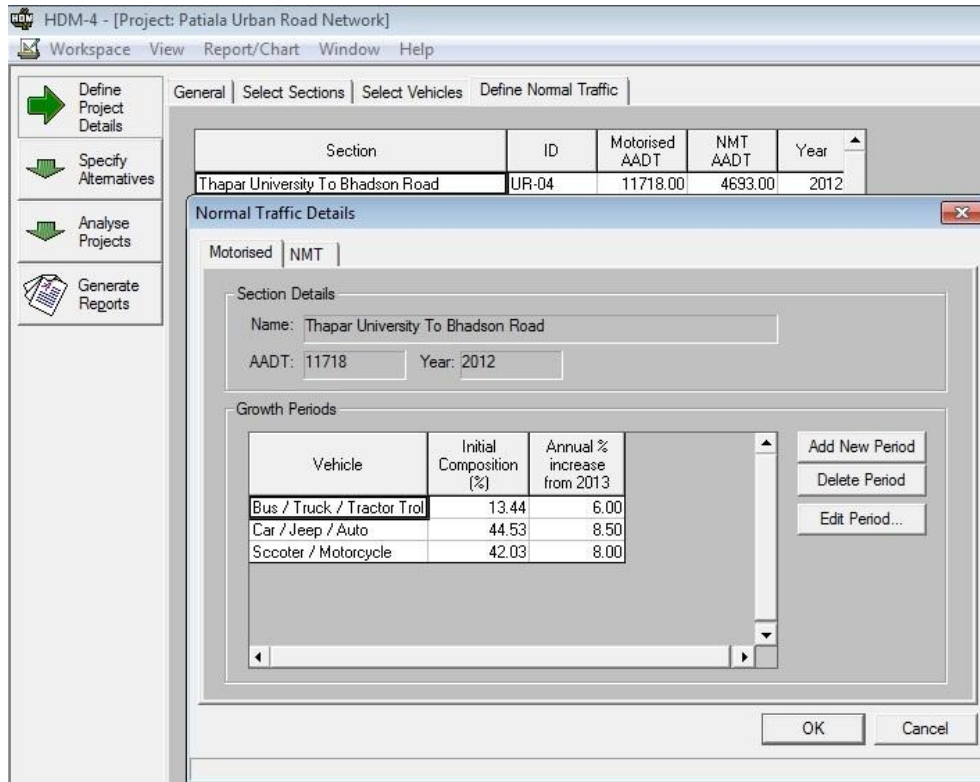 HDM-4 - [Project: Patiala Urban Road Network]
Workspace View Report/Chart Window Help
Define Project Details
Specify Alternatives
Analyse Projects
Generate Reports
General Select Sections Select Vehicles Define Normal Traffic
Section ID Motorised AADT NMT AADT Year
Thapar University To Bhadson Road UR-04 11718.00 4693.00 2012
Normal Traffic Details
Motorised NMT
Section Details
Name: Thapar University To Bhadson Road
AADT: 11718 Year: 2012
Growth Periods
Vehicle Initial Composition (%) Annual % increase from 2013
Bus / Truck / Tractor Trol 13.44 6.00
Car / Jeep / Auto 44.53 8.50
Sccoter / Motorcycle 42.03 8.00
Add New Period
Delete Period
Edit Period...
OK Cancel